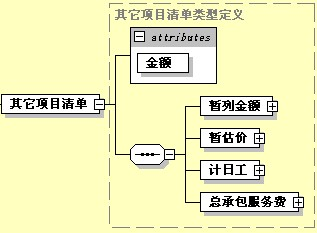 其它项目清单类型定义
attributes
金额
其它项目清单
暂列金额
暂估价
计日工
总承包服务费